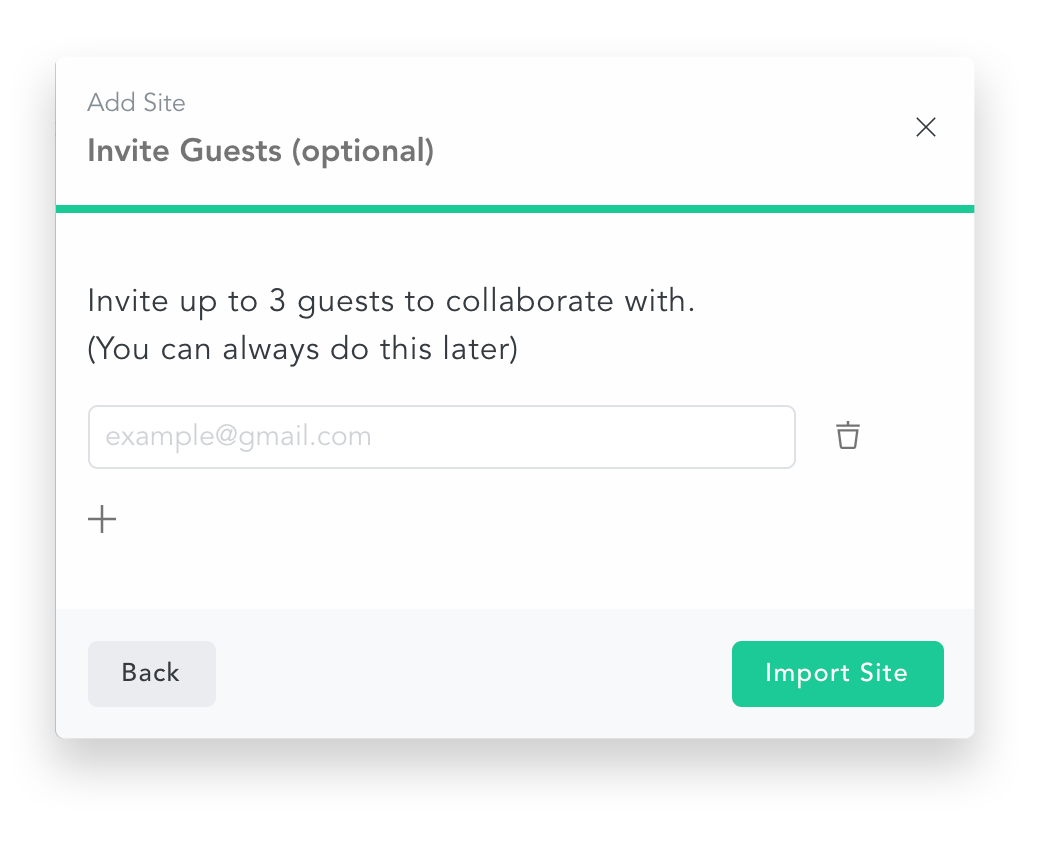 Add Site
Invite Guests (optional)
Invite up to 3 guests to collaborate with.
(You can always do this later)
example@gmail.com
Back
Import Site